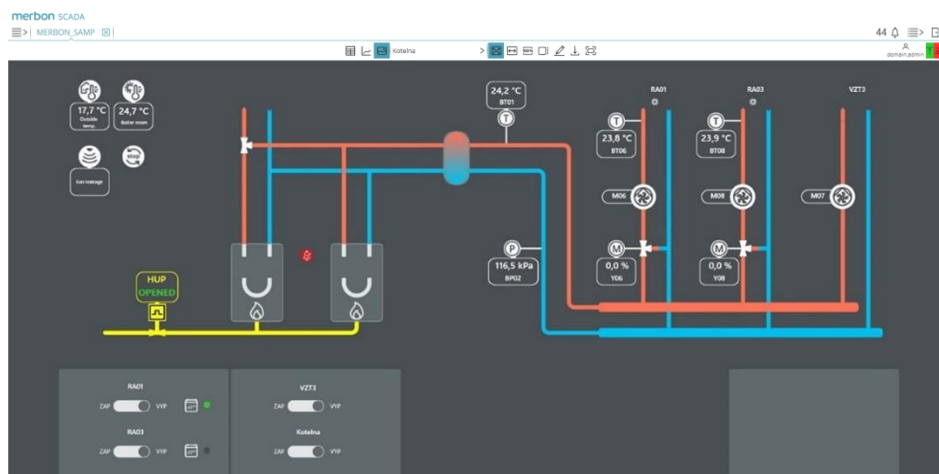 merbon SCADA
MERBON_SAMP
44
Kotelna
domain.admin
17,7 °C
Outside
temp.
24,7 °C
Boiler room
Gas leakage
stop
24,2 °C
BT01
T
RA01
RA03
VZT3
T
23,8 °C
BT06
T
23,9 °C
BT08
M06
M08
M07
P
116,5 kPa
BP02
M
0,0 %
Y06
M
0,0 %
Y08
HUP
OPENED
RA01
ZAP
VYP
RA03
ZAP
VYP
VZT3
ZAP
VYP
Kotelna
ZAP
VYP